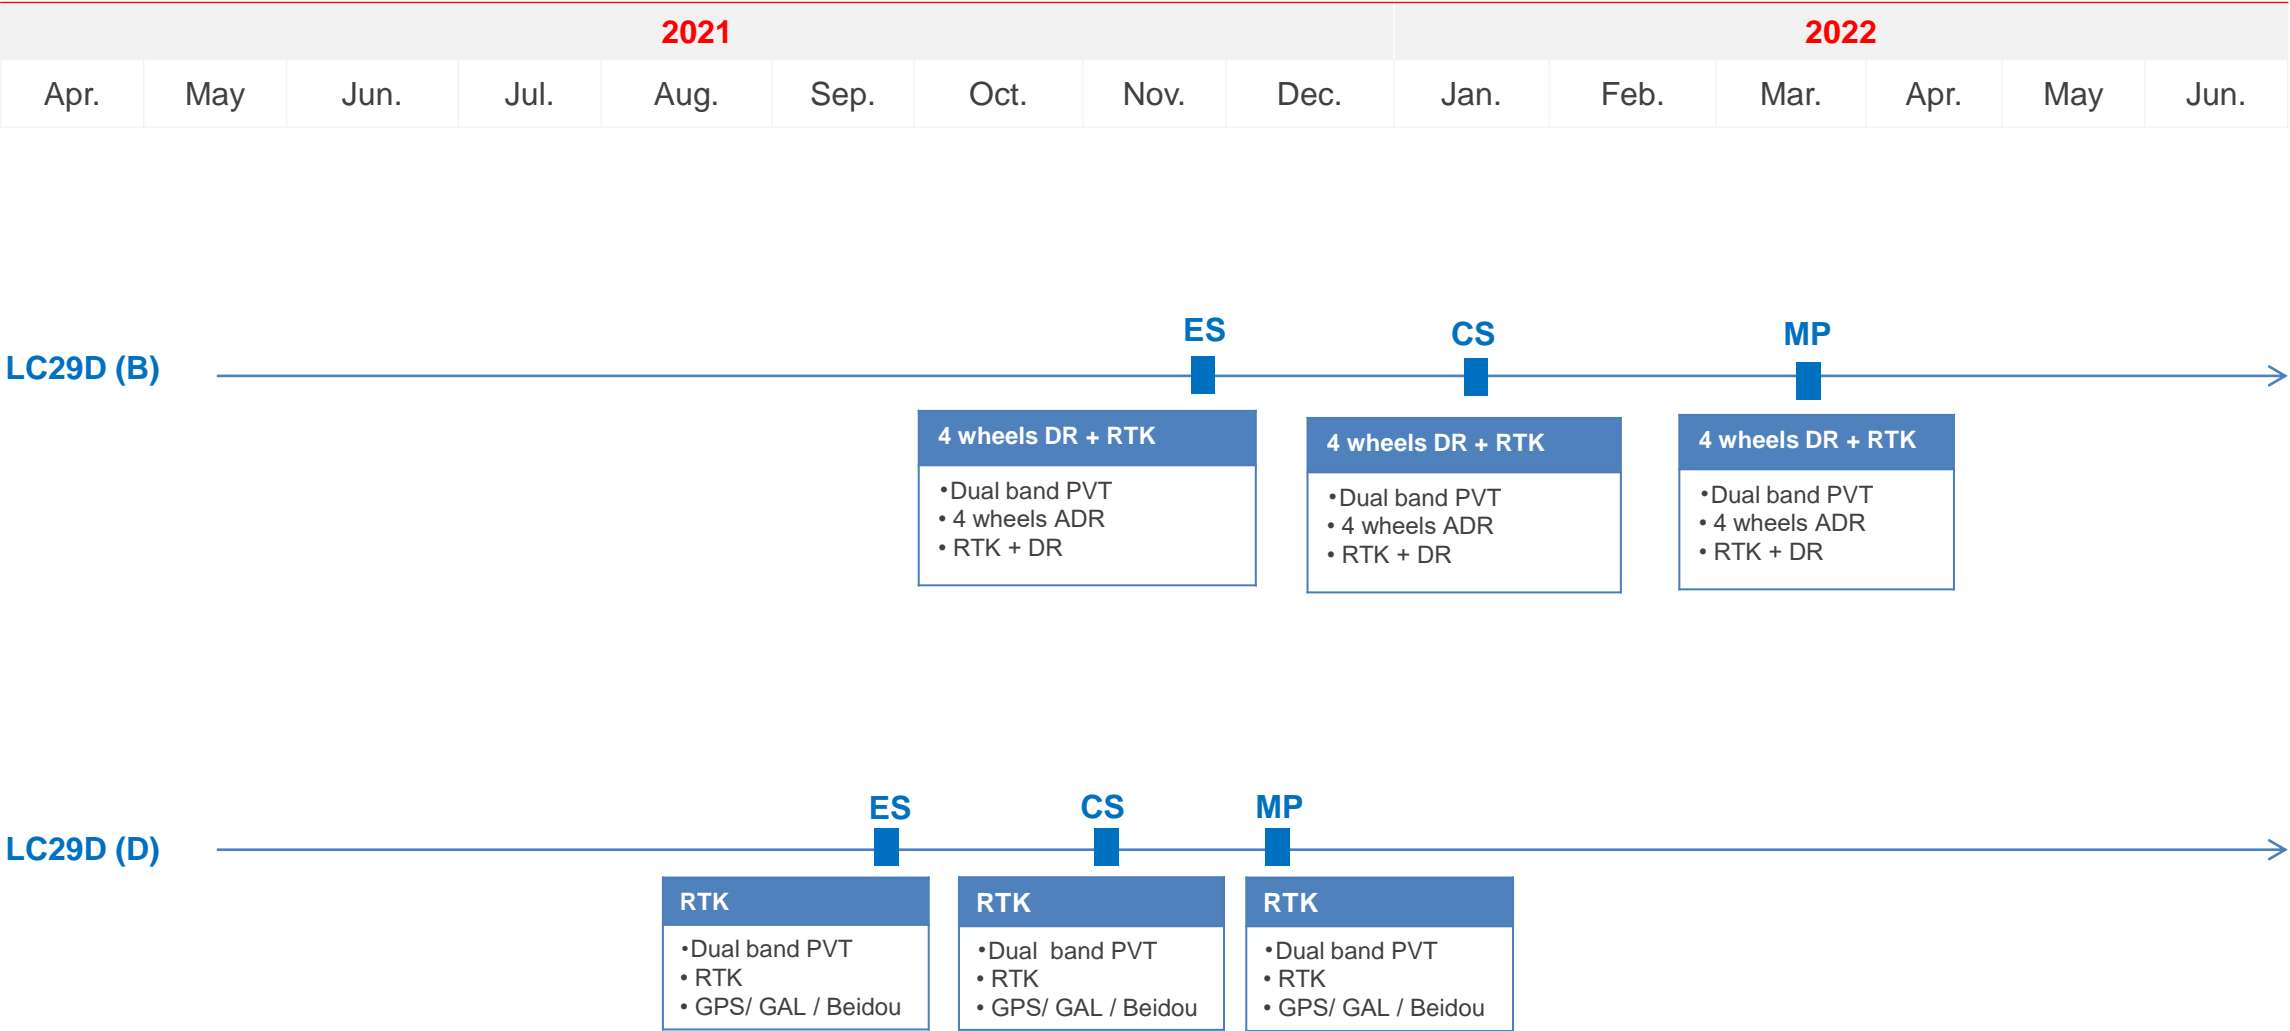 2021 2022
Apr. May Jun. Jul. Aug. Sep. Oct. Nov. Dec. Jan. Feb. Mar. Apr. May Jun.
ES CS MP
LC29D (B)
4 wheels DR + RTK
•Dual band PVT
• 4 wheels ADR
• RTK + DR
4 wheels DR + RTK
•Dual band PVT
• 4 wheels ADR
• RTK + DR
4 wheels DR + RTK
•Dual band PVT
• 4 wheels ADR
• RTK + DR
ES CS MP
LC29D (D)
RTK
•Dual band PVT
• RTK
• GPS/ GAL / Beidou
RTK
•Dual  band PVT
• RTK
• GPS/ GAL / Beidou
RTK
•Dual band PVT
• RTK
• GPS/ GAL / Beidou